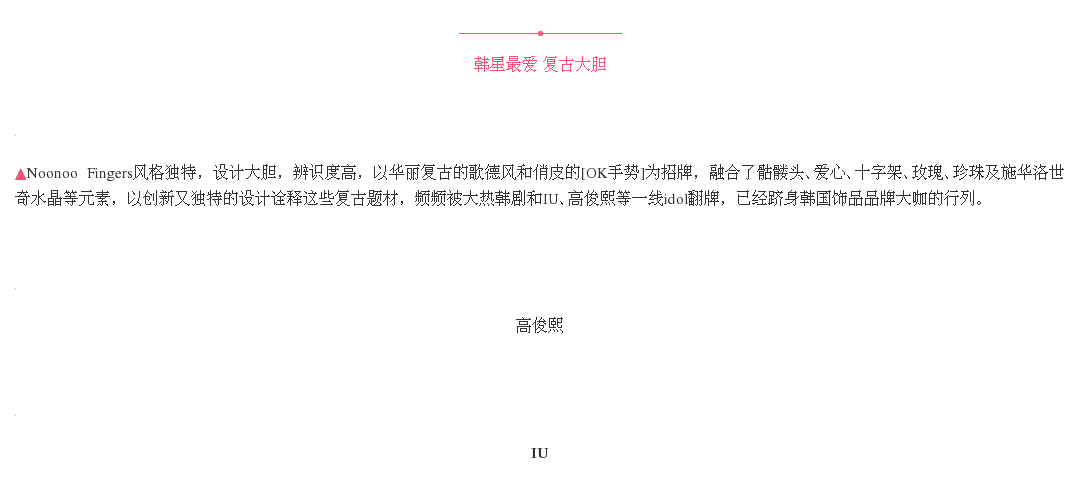 韩星最爱 复古大胆
▲Noonoo Fingers风格独特，设计大胆，辨识度高，以华丽复古的歌德风和俏皮的[OK手势]为招牌，融合了骷髅头、爱心、十字架、玫瑰、珍珠及施华洛世
奇水晶等元素，以创新又独特的设计诠释这些复古题材，频频被大热韩剧和IU、高俊熙等一线idol翻牌，已经跻身韩国饰品品牌大咖的行列。
高俊熙
IU